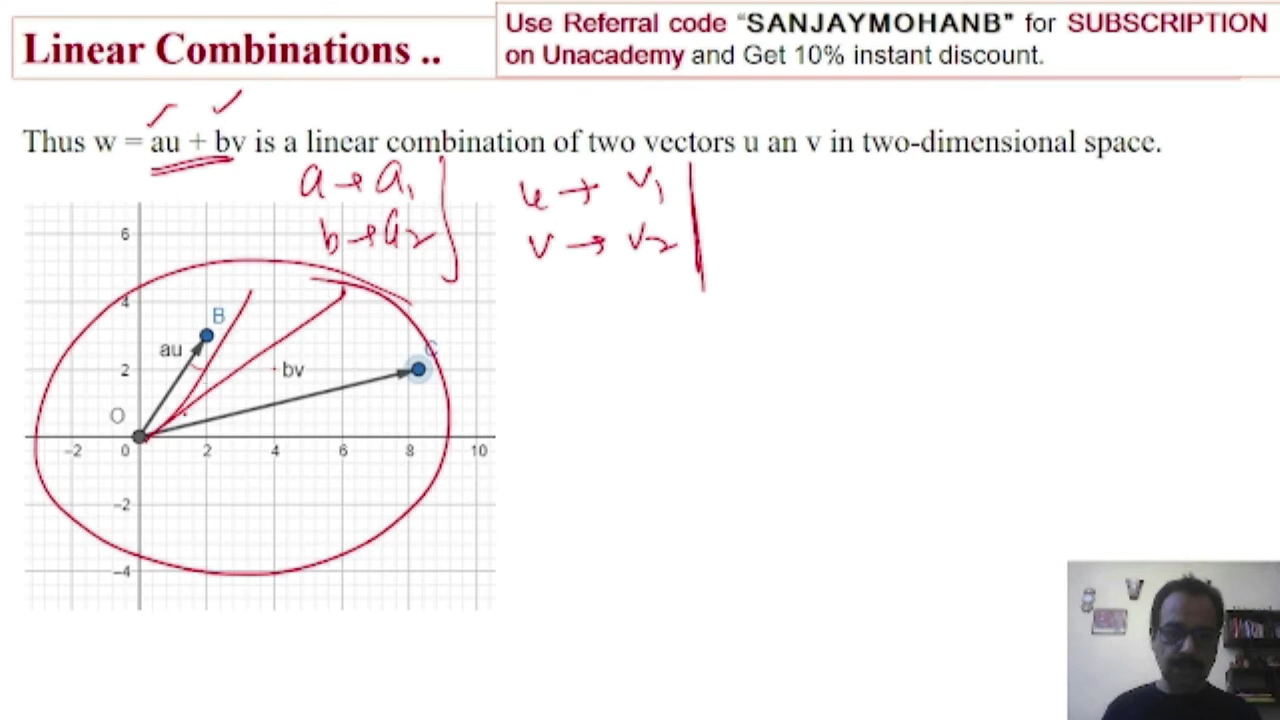 Linear Combinations ..
Use Referral code “SANJAYMOHANB" for SUBSCRIPTION
on Unacademy and Get 10% instant discount.
Thus w = au + bv is a linear combination of two vectors u an v in two-dimensional space.
a → a1
b → a2
u → v1
v → v2
6
4
B
au
2
bv
C
O
-2 0 2 4 6 8 10
-2
-4